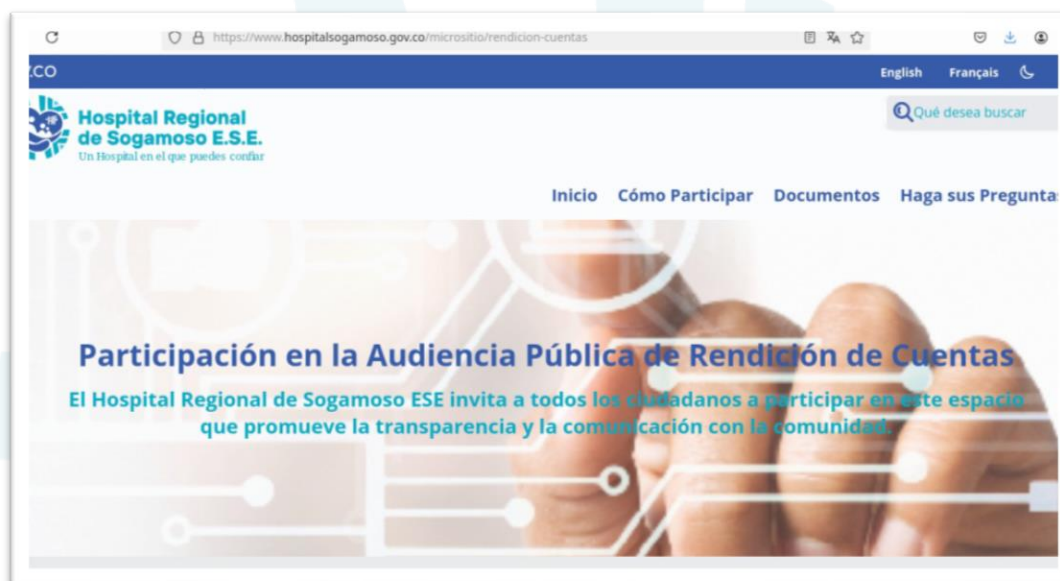 https://www.hospitalsogamoso.gov.co/micrositio/rendicion-cuentas
.CO
English Français
Hospital Regional
de Sogamoso E.S.E.
Un Hospital en el que puedes confiar
Qué desea buscar
Inicio Cómo Participar Documentos Haga sus Pregunta
Participación en la Audiencia Pública de Rendición de Cuentas
El Hospital Regional de Sogamoso ESE invita a todos los ciudadanos a participar en este espacio
que promueve la transparencia y la comunicación con la comunidad.